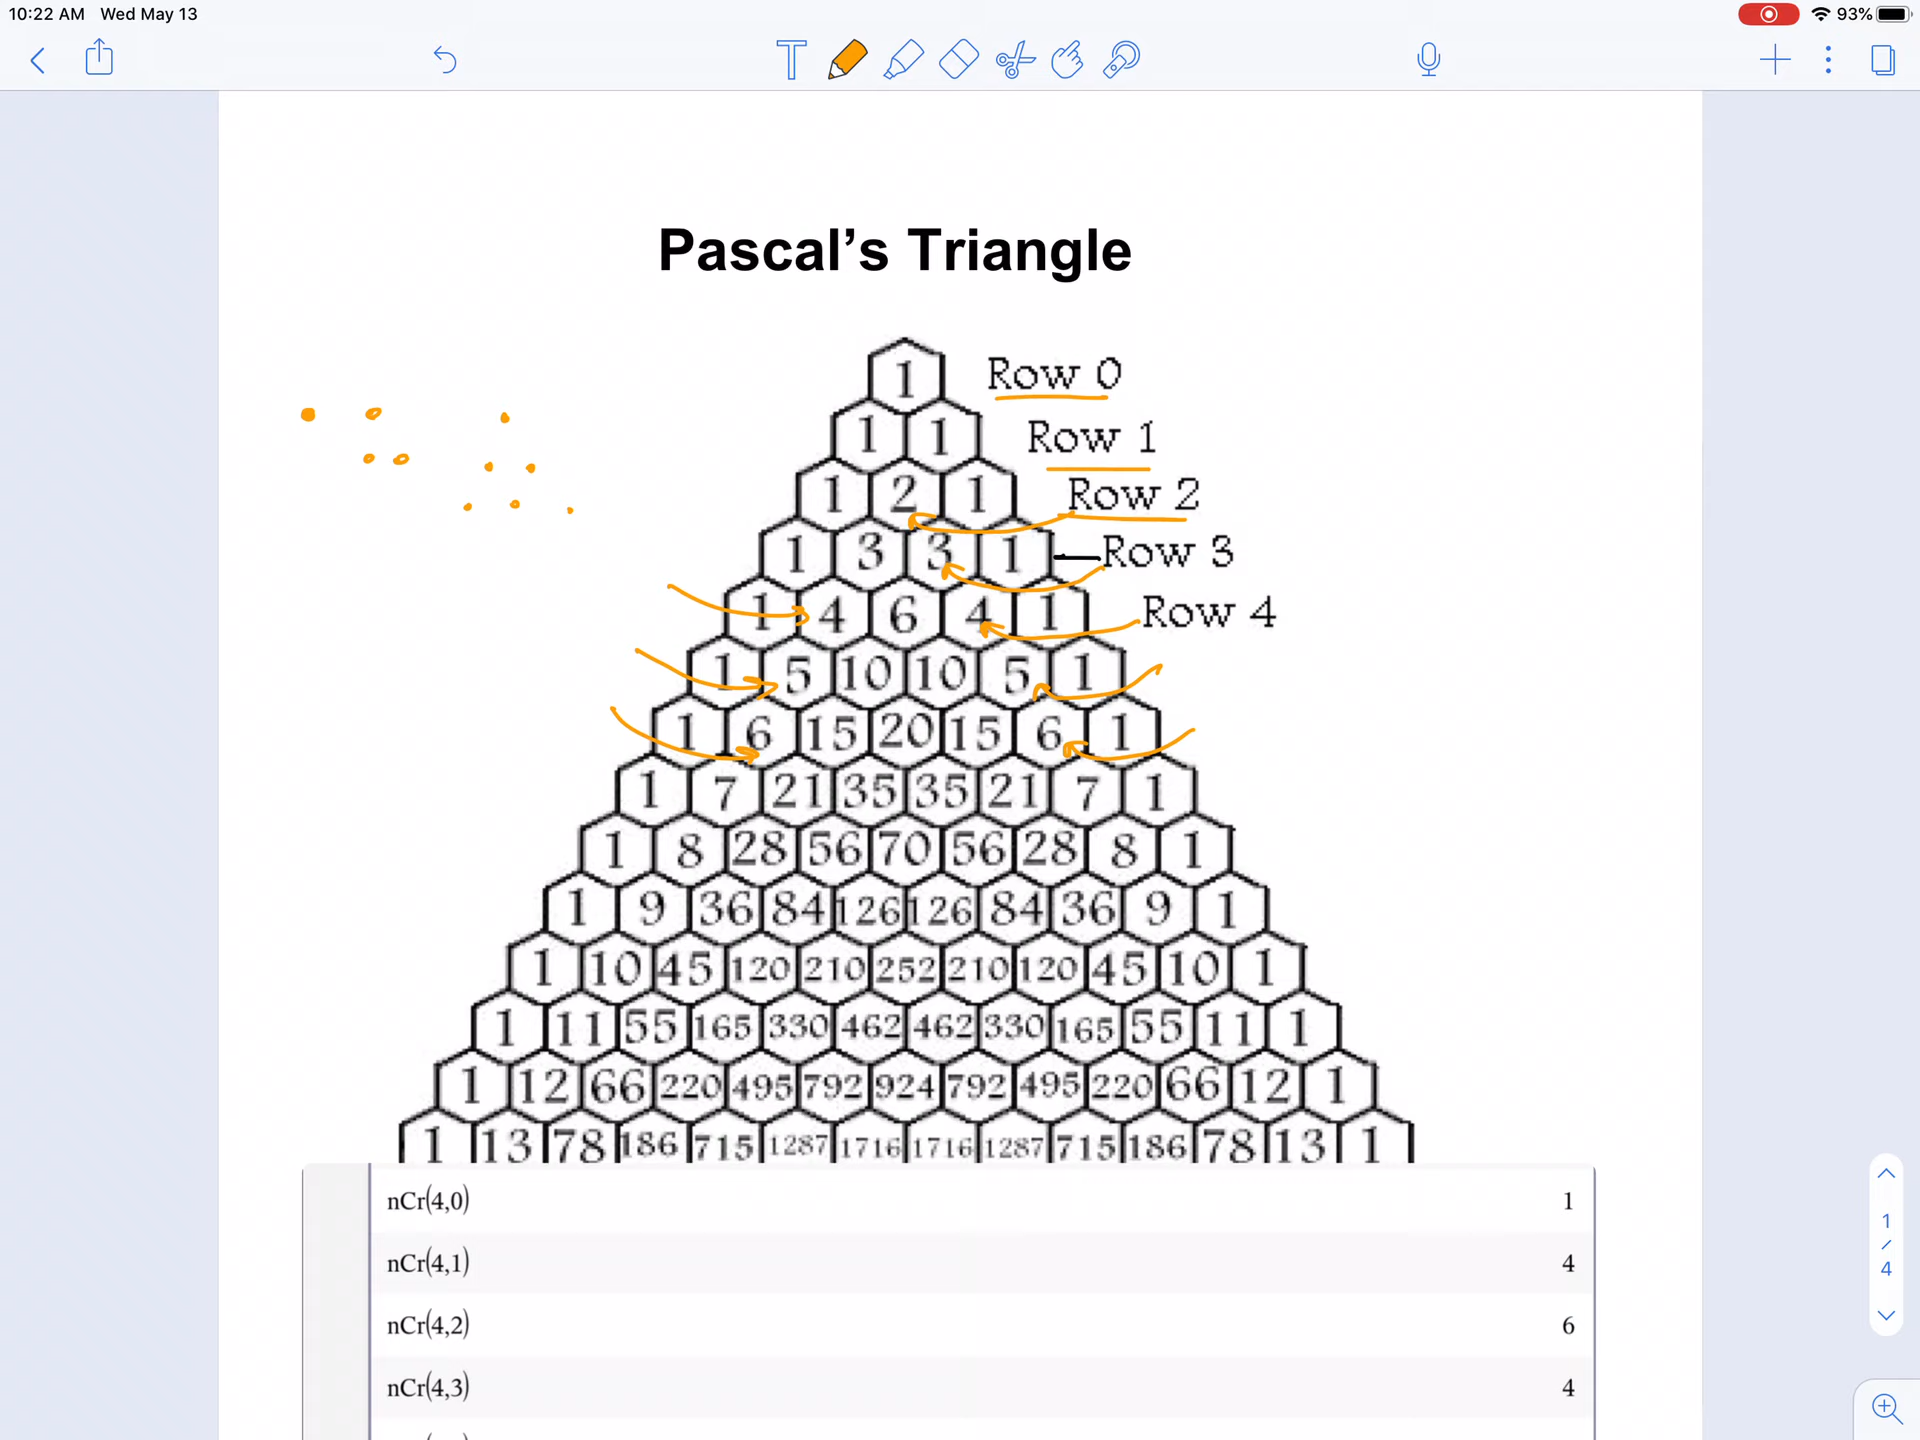 10:22 AM Wed May 13 93%
T
Pascal's Triangle
1 Row 0
1 1 Row 1
1 2 1 Row 2
1 3 3 1 Row 3
1 4 6 4 1 Row 4
1 5 10 10 5 1
1 6 15 20 15 6 1
1 7 21 35 35 21 7 1
1 8 28 56 70 56 28 8 1
1 9 36 84 126 126 84 36 9 1
1 10 45 120 210 252 210 120 45 10 1
1 11 55 165 330 462 462 330 165 55 11 1
1 12 66 220 495 792 924 792 495 220 66 12 1
1 13 78 186 715 1287 1716 1716 1287 715 186 78 13 1
nCr(4,0) 1
nCr(4,1) 4
nCr(4,2) 6
nCr(4,3) 4
1
/
4